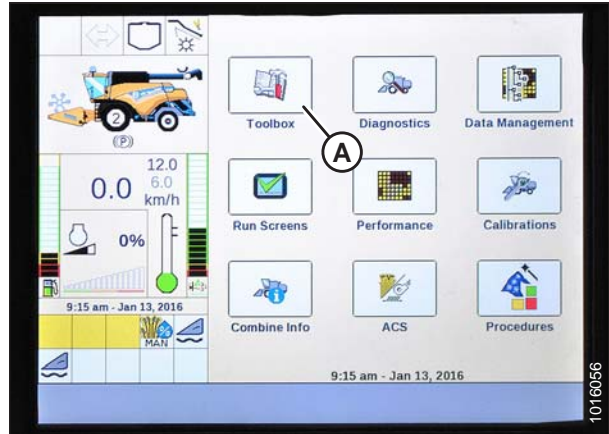 Toolbox
Diagnostics
Data Management
A
2
(P)
12.0
0.0
6.0
km/h
Run Screens
Performance
Calibrations
0%
9:15 am - Jan 13, 2016
MAN
%
Combine Info
ACS
Procedures
9:15 am - Jan 13, 2016
1016056